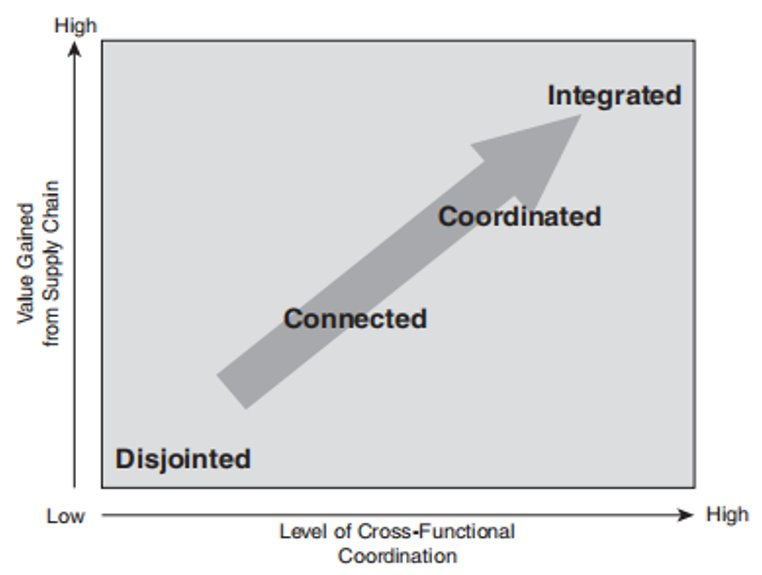 High
Integrated
Coordinated
Value Gained
from Supply Chain
Connected
Disjointed
Low
High
Level of Cross-Functional
Coordination